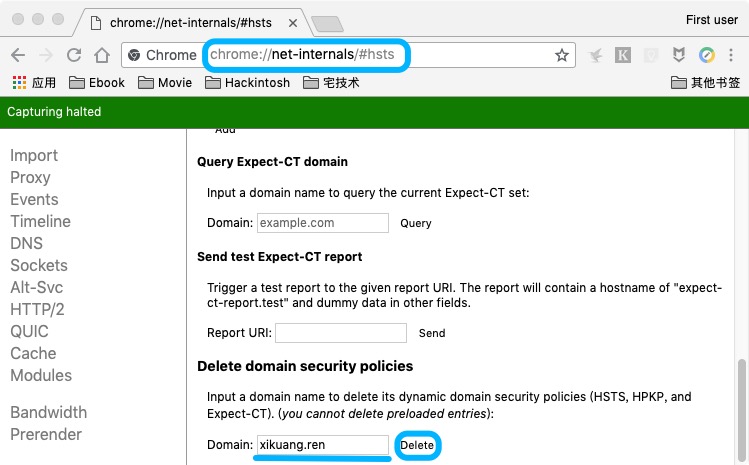 chrome://net-internals/#hsts
First user
Chrome chrome://net-internals/#hsts
应用 Ebook Movie Hackintosh 宅技术 其他书签
Capturing halted
Add
Import
Proxy
Events
Timeline
DNS
Sockets
Alt-Svc
HTTP/2
QUIC
Cache
Modules
Bandwidth
Prerender
Query Expect-CT domain
Input a domain name to query the current Expect-CT set:
Domain: example.com Query
Send test Expect-CT report
Trigger a test report to the given report URI. The report will contain a hostname of "expect-
ct-report.test" and dummy data in other fields.
Report URI: Send
Delete domain security policies
Input a domain name to delete its dynamic domain security policies (HSTS, HPKP, and
Expect-CT). (you cannot delete preloaded entries):
Domain: xikuang.ren Delete